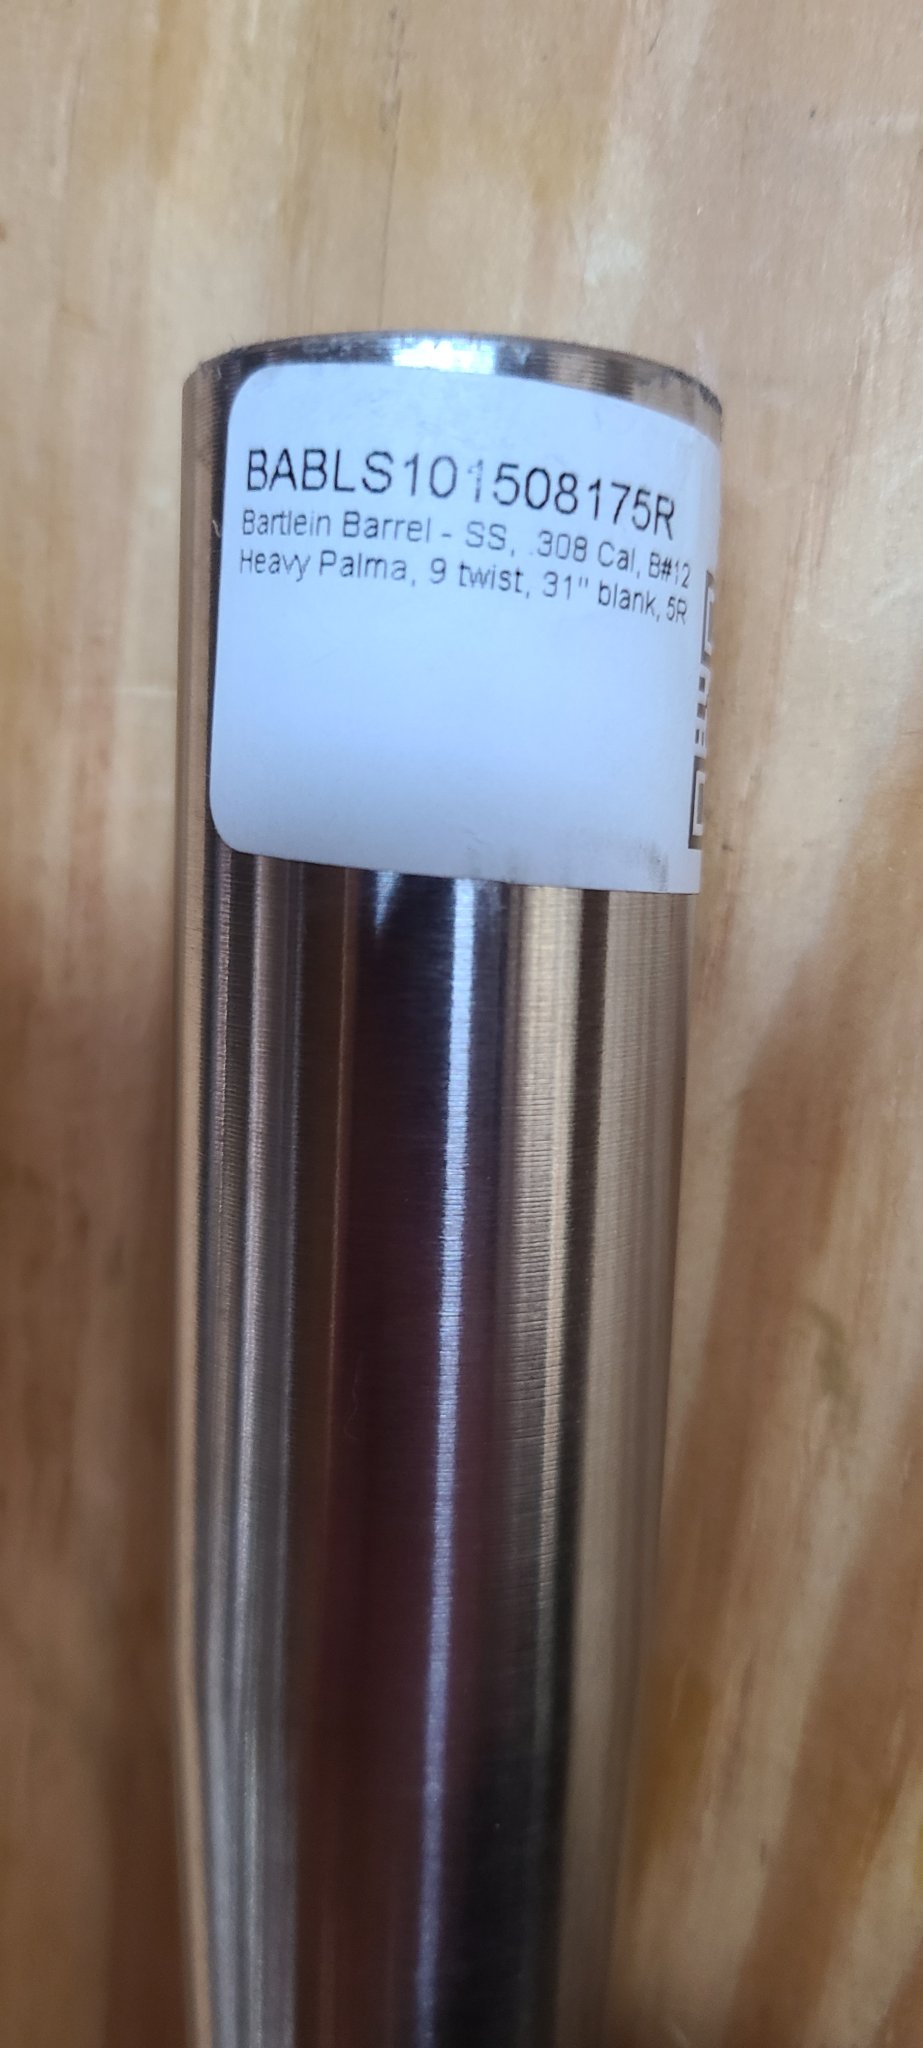 BABLS101508175R
Bartlein Barrel - SS, .308 Cal, B#12
Heavy Palma, 9 twist, 31" blank, 5R